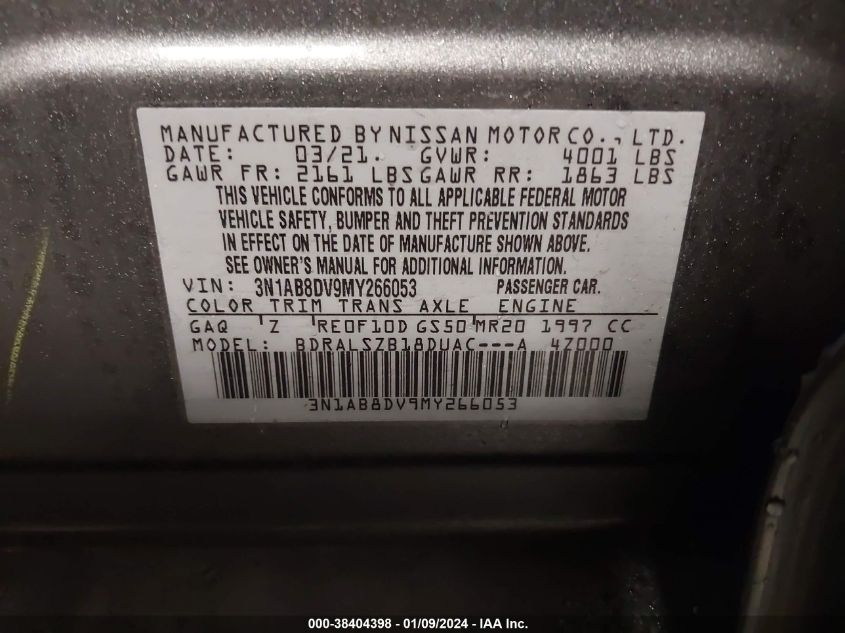 MANUFACTURED BY NISSAN MOTOR CO., LTD.
DATE: 03/21. GVWR: 4001 LBS
GAWR FR: 2161 LBS GAWR RR: 1863 LBS
THIS VEHICLE CONFORMS TO ALL APPLICABLE FEDERAL MOTOR
VEHICLE SAFETY, BUMPER AND THEFT PREVENTION STANDARDS
IN EFFECT ON THE DATE OF MANUFACTURE SHOWN ABOVE.
SEE OWNER'S MANUAL FOR ADDITIONAL INFORMATION.
VIN: 3N1AB8DV9MY266053 PASSENGER CAR.
COLOR TRIM TRANS AXLE ENGINE
GAQ Z RE0F10D GS50 MR20 1997 CC
MODEL: BDRALSZB18DUAC---A 4Z000
3N1AB8DV9MY266053
000-38404398 - 01/09/2024 - IAA Inc.